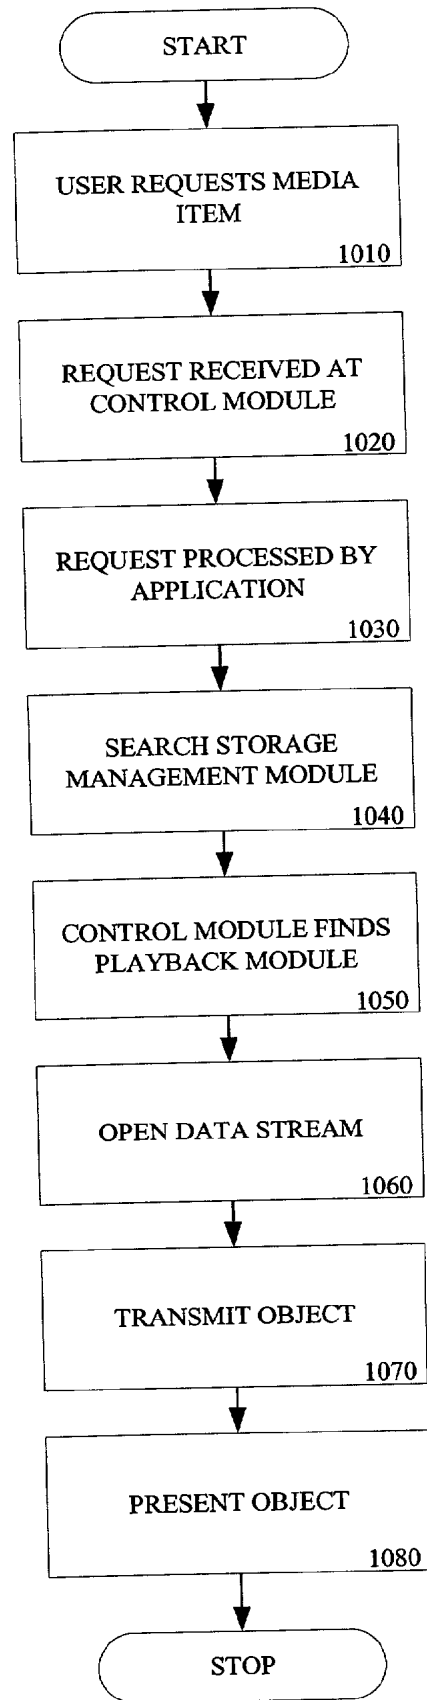 START
USER REQUESTS MEDIA
ITEM
1010
REQUEST RECEIVED AT
CONTROL MODULE
1020
REQUEST PROCESSED BY
APPLICATION
1030
SEARCH STORAGE
MANAGEMENT MODULE
1040
CONTROL MODULE FINDS
PLAYBACK MODULE
1050
OPEN DATA STREAM
1060
TRANSMIT OBJECT
1070
PRESENT OBJECT
1080
STOP